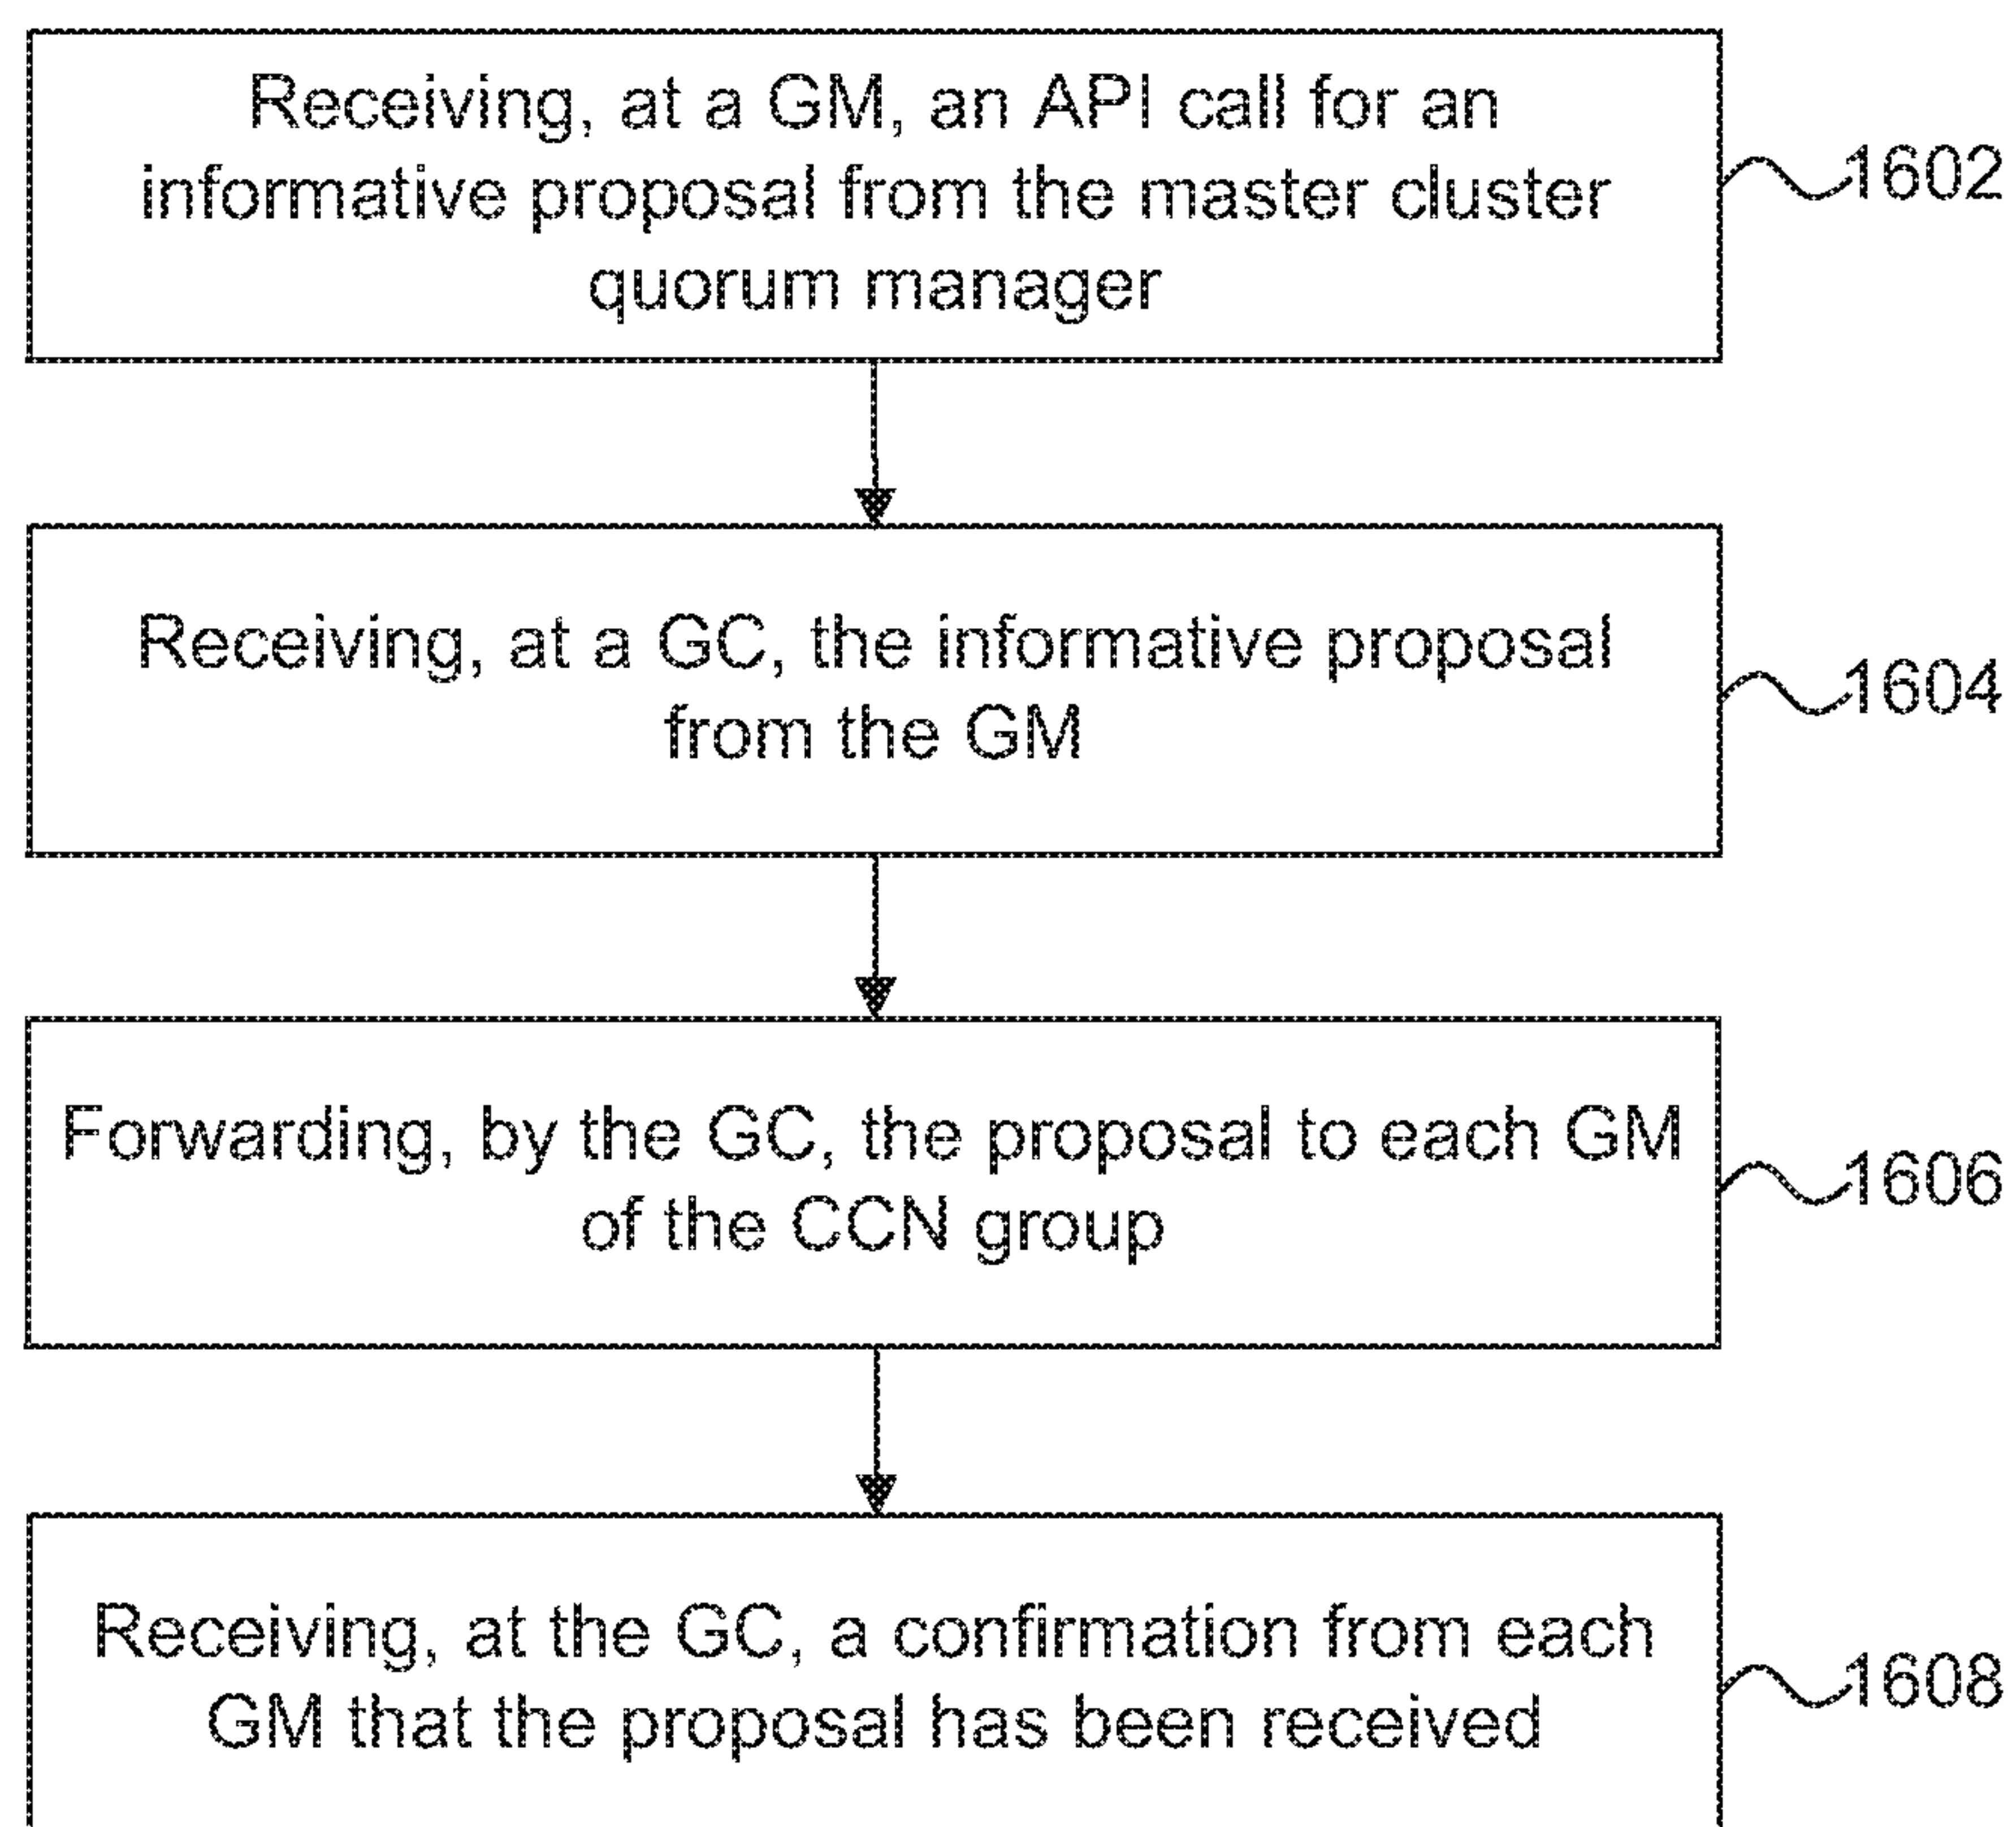 Receiving, at a GM, an API call for an
informative proposal from the master cluster
quorum manager
1602
Receiving, at a GC, the informative proposal
from the GM
1604
Forwarding, by the GC, the proposal to each GM
of the CCN group
1606
Receiving, at the GC, a confirmation from each
GM that the proposal has been received
1608